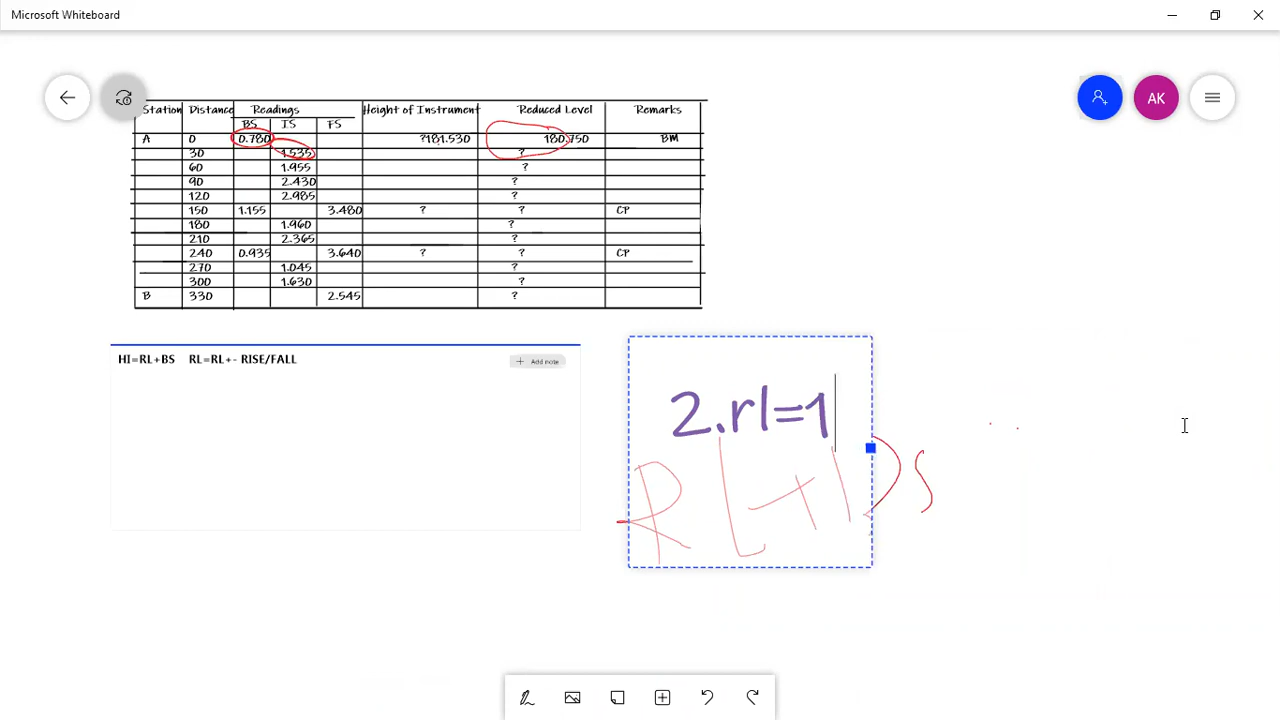 Microsoft Whiteboard
AK
Station Distance Readings Height of Instrument Reduced Level Remarks
BS IS FS
A 0 0.780 ?181.530 180.750 BM
30 1.535 ?
60 1.955 ?
90 2.430 ?
120 2.985 ?
150 1.155 3.480 ? ? CP
180 1.960 ?
210 2.365 ?
240 0.935 3.640 ? ? CP
270 1.045 ?
300 1.630 ?
B 330 2.545 ?
HI=RL+BS RL=RL+- RISE/FALL
Add note
2.rl=1